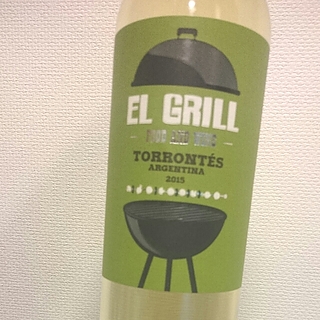 EL GRILL
TORRONTÉS
ARGENTINA
2015